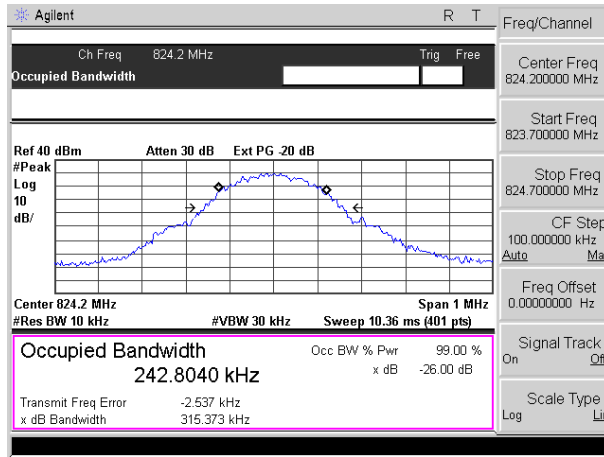 Agilent R T
Ch Freq 824.2 MHz Trig Free
Occupied Bandwidth
Ref 40 dBm Atten 30 dB Ext PG -20 dB
#Peak
Log
10
dB/
Center 824.2 MHz Span 1 MHz
#Res BW 10 kHz #VBW 30 kHz Sweep 10.36 ms (401 pts)
Occupied Bandwidth Occ BW % Pwr 99.00 %
242.8040 kHz x dB -26.00 dB
Transmit Freq Error -2.537 kHz
x dB Bandwidth 315.373 kHz
Freq/Channel
Center Freq
824.200000 MHz
Start Freq
823.700000 MHz
Stop Freq
824.700000 MHz
CF Step
100.000000 kHz
Auto Ma
Freq Offset
0.00000000 Hz
Signal Track
On Off
Scale Type
Log Lin